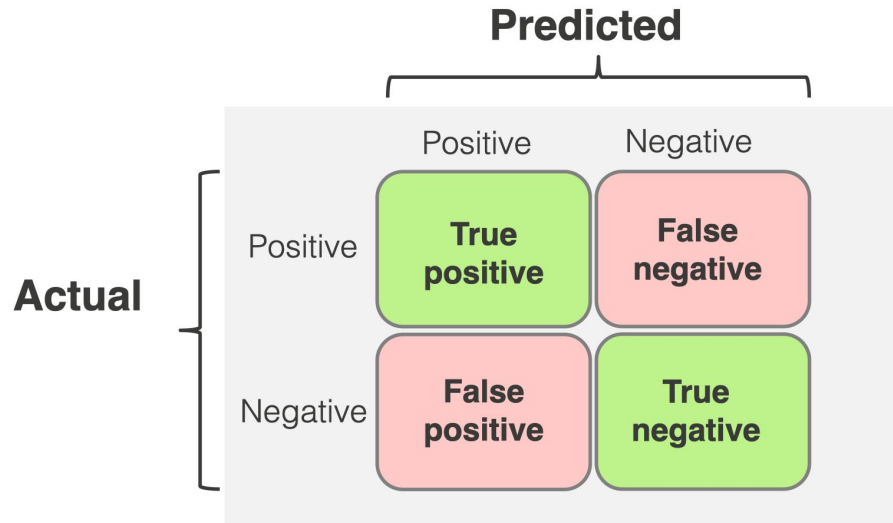 Predicted
Positive Negative
Positive
True
positive
False
negative
Actual
Negative
False
positive
True
negative